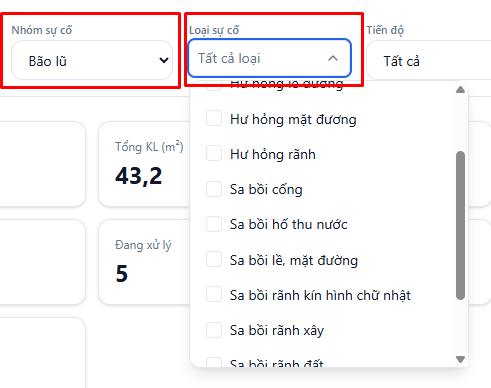 Nhóm sự cố
Loại sự cố
Tiến độ
Bão lũ
Tất cả loại
Tất cả
Hư hỏng lề đường
Hư hỏng mặt đương
Hư hỏng rãnh
Sa bồi cống
Sa bồi hố thu nước
Sa bồi lề, mặt đường
Sa bồi rãnh kín hình chữ nhật
Sa bồi rãnh xây
Sa bồi rãnh đất
Tổng KL (m²)
43,2
Đang xử lý
5